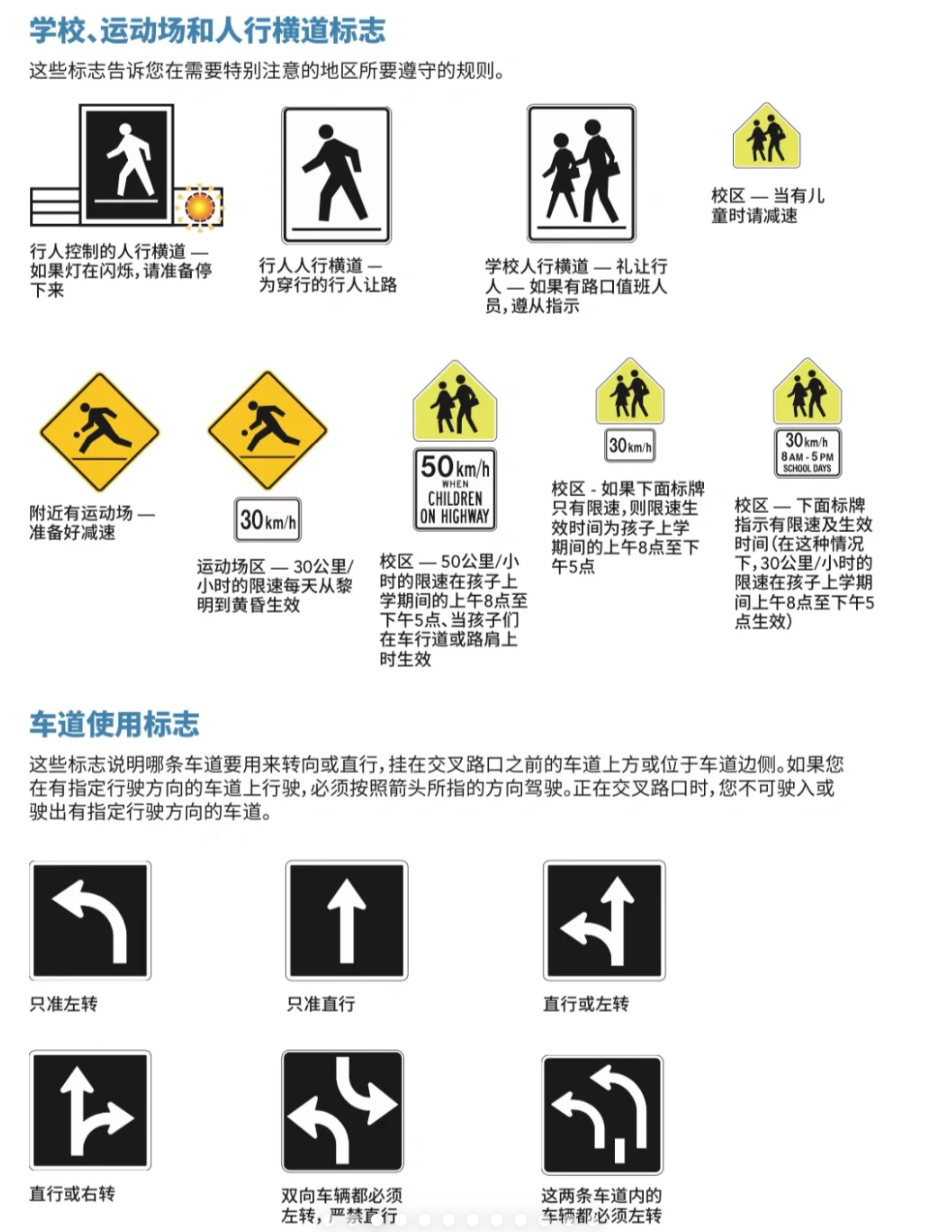 学校、运动场和人行横道标志
这些标志告诉您在需要特别注意的地区所要遵守的规则。
行人控制的人行横道 —
如果灯在闪烁，请准备停
下来
行人人行横道 —
为穿行的行人让路
学校人行横道 — 礼让行
人 — 如果有路口值班人
员，遵从指示
校区 — 当有儿
童时请减速
附近有运动场 —
准备好减速
30km/h
运动场区 — 30公里/
小时的限速每天从黎
明到黄昏生效
50km/h
WHEN
CHILDREN
ON HIGHWAY
校区 — 50公里/小
时的限速在孩子上
学期间的上午8点至
下午5点、当孩子们
在车行道或路肩上
时生效
30km/h
校区 - 如果下面标牌
只有限速，则限速生
效时间为孩子上学
期间的上午8点至下
午5点
30km/h
8 AM - 5 PM
SCHOOL DAYS
校区 — 下面标牌
指示有限速及生效
时间（在这种情况
下，30公里/小时的
限速在孩子上学期
间上午8点至下午5
点生效）
车道使用标志
这些标志说明哪条车道要用来转向或直行，挂在交叉路口之前的车道上方或位于车道边侧。如果您
在有指定行驶方向的车道上行驶，必须按照箭头所指的方向驾驶。正在交叉路口时，您不可驶入或
驶出有指定行驶方向的车道。
只准左转
只准直行
直行或左转
直行或右转
双向车辆都必须
左转，严禁直行
这两条车道内的
车辆都必须左转